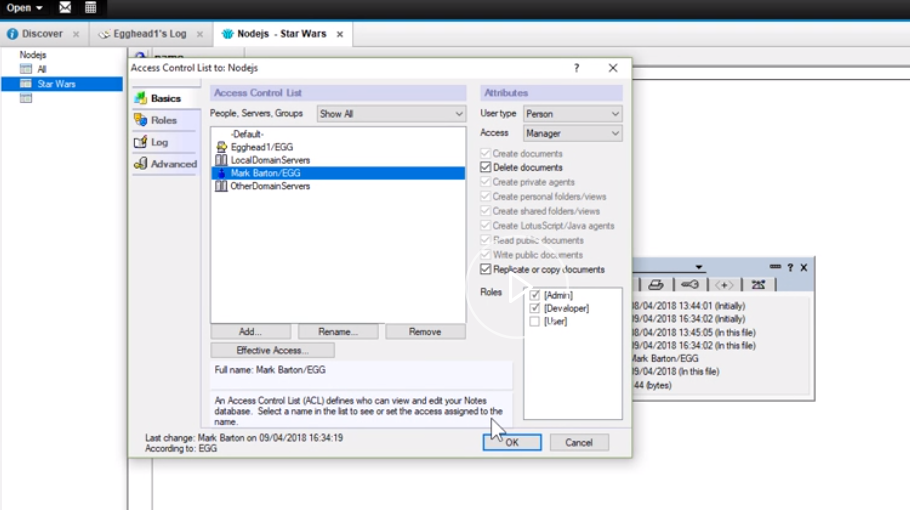 Open
Discover
Egghead1's Log
Nodejs - Star Wars
Nodejs
All
Star Wars
name
Access Control List to: Nodejs
?
Basics
Roles
Log
Advanced
Access Control List
People, Servers, Groups
Show All
-Default-
Egghead1/EGG
LocalDomainServers
Mark Barton/EGG
OtherDomainServers
Add...
Rename...
Remove
Effective Access...
Full name: Mark Barton/EGG
An Access Control List (ACL) defines who can view and edit your Notes
database. Select a name in the list to see or set the access assigned to the
name.
Attributes
User type
Person
Access
Manager
Create documents
Delete documents
Create private agents
Create personal folders/views
Create shared folders/views
Create LotusScript/Java agents
Read public documents
Write public documents
Replicate or copy documents
Roles
[Admin]
[Developer]
[User]
Last change: Mark Barton on 09/04/2018 16:34:19
According to: EGG
OK
Cancel
? X
/04/2018 13:44:01 (Initially)
/04/2018 16:34:02 (Initially)
/04/2018 13:45:05 (In this file)
/04/2018 16:34:02 (In this file)
Mark Barton/EGG
/04/2018 (In this file)
44 (bytes)